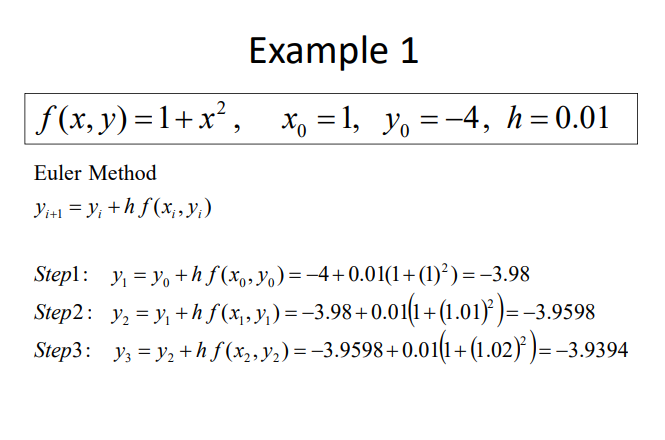 Example 1
f(x, y) = 1 + x², x₀ = 1, y₀ = −4, h = 0.01
Euler Method
yᵢ₊₁ = yᵢ + h f(xᵢ, yᵢ)
Step1: y₁ = y₀ + h f(x₀, y₀) = −4 + 0.01(1 + (1)²) = −3.98
Step2: y₂ = y₁ + h f(x₁, y₁) = −3.98 + 0.01(1 + (1.01)²) = −3.9598
Step3: y₃ = y₂ + h f(x₂, y₂) = −3.9598 + 0.01(1 + (1.02)²) = −3.9394